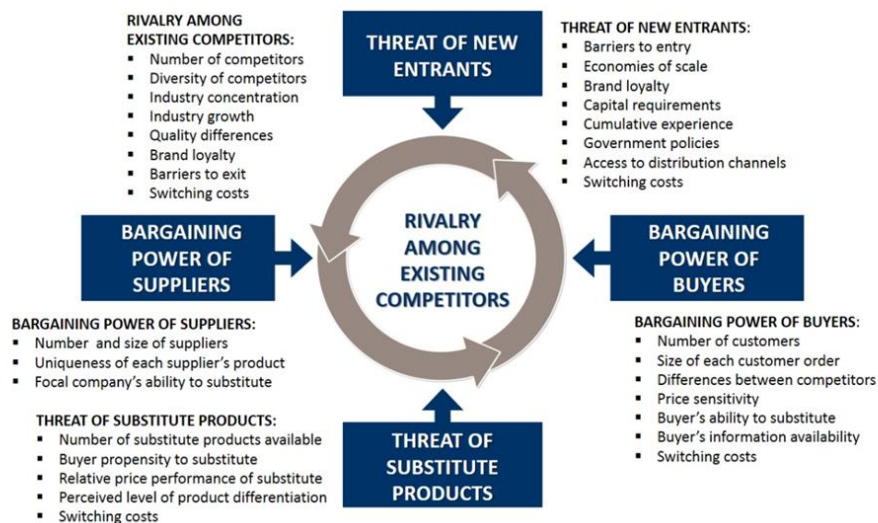 RIVALRY AMONG
EXISTING COMPETITORS:
▪ Number of competitors
▪ Diversity of competitors
▪ Industry concentration
▪ Industry growth
▪ Quality differences
▪ Brand loyalty
▪ Barriers to exit
▪ Switching costs
THREAT OF NEW
ENTRANTS
THREAT OF NEW ENTRANTS:
▪ Barriers to entry
▪ Economies of scale
▪ Brand loyalty
▪ Capital requirements
▪ Cumulative experience
▪ Government policies
▪ Access to distribution channels
▪ Switching costs
BARGAINING
POWER OF
SUPPLIERS
RIVALRY
AMONG
EXISTING
COMPETITORS
BARGAINING
POWER OF
BUYERS
BARGAINING POWER OF SUPPLIERS:
▪ Number and size of suppliers
▪ Uniqueness of each supplier's product
▪ Focal company's ability to substitute
BARGAINING POWER OF BUYERS:
▪ Number of customers
▪ Size of each customer order
▪ Differences between competitors
▪ Price sensitivity
▪ Buyer's ability to substitute
▪ Buyer's information availability
▪ Switching costs
THREAT OF SUBSTITUTE PRODUCTS:
▪ Number of substitute products available
▪ Buyer propensity to substitute
▪ Relative price performance of substitute
▪ Perceived level of product differentiation
▪ Switching costs
THREAT OF
SUBSTITUTE
PRODUCTS